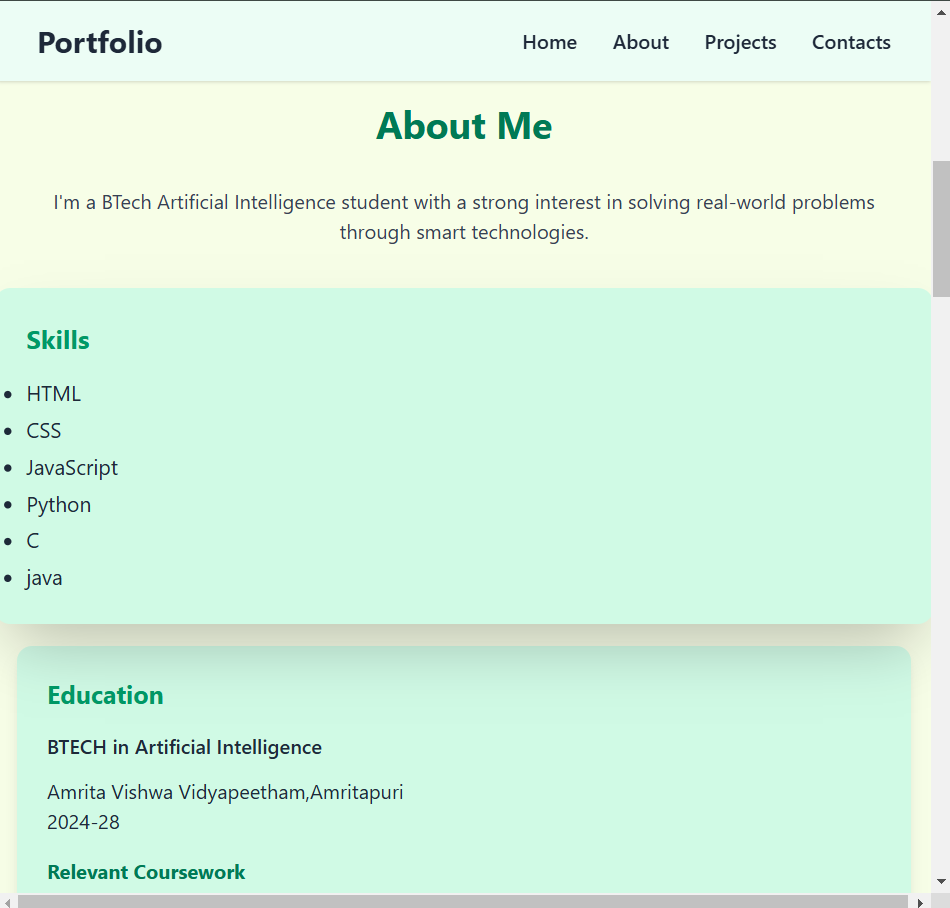 Portfolio Home About Projects Contacts
About Me
I'm a BTech Artificial Intelligence student with a strong interest in solving real-world problems
through smart technologies.
Skills
HTML
CSS
JavaScript
Python
C
java
Education
BTECH in Artificial Intelligence
Amrita Vishwa Vidyapeetham,Amritapuri
2024-28
Relevant Coursework